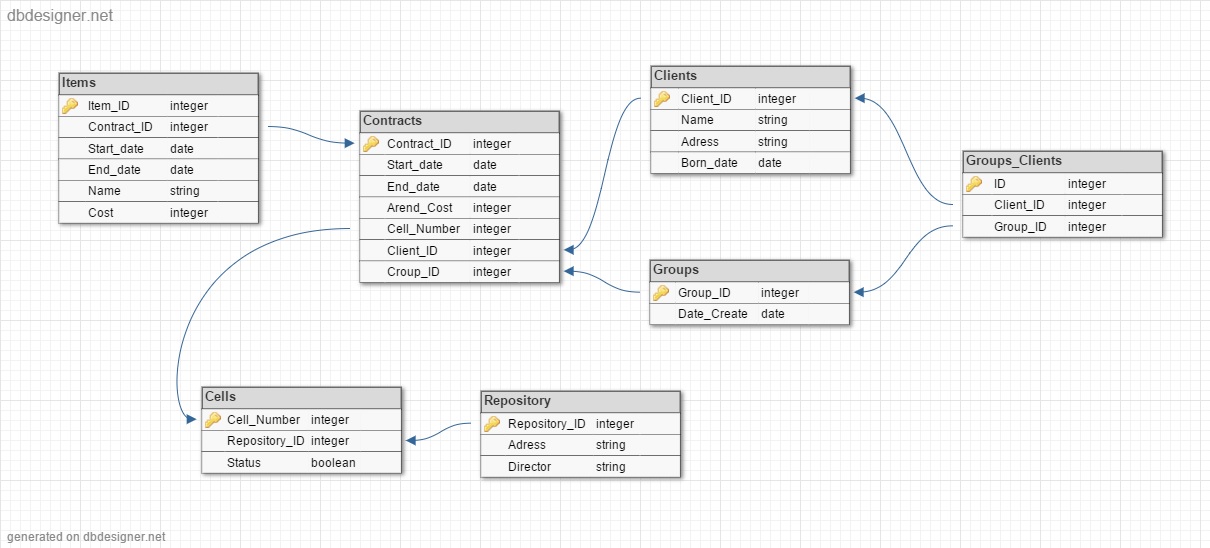 dbdesigner.net
Items
Item_ID integer
Contract_ID integer
Start_date date
End_date date
Name string
Cost integer
Contracts
Contract_ID integer
Start_date date
End_date date
Arend_Cost integer
Cell_Number integer
Client_ID integer
Croup_ID integer
Clients
Client_ID integer
Name string
Adress string
Born_date date
Groups_Clients
ID integer
Client_ID integer
Group_ID integer
Groups
Group_ID integer
Date_Create date
Cells
Cell_Number integer
Repository_ID integer
Status boolean
Repository
Repository_ID integer
Adress string
Director string
generated on dbdesigner.net